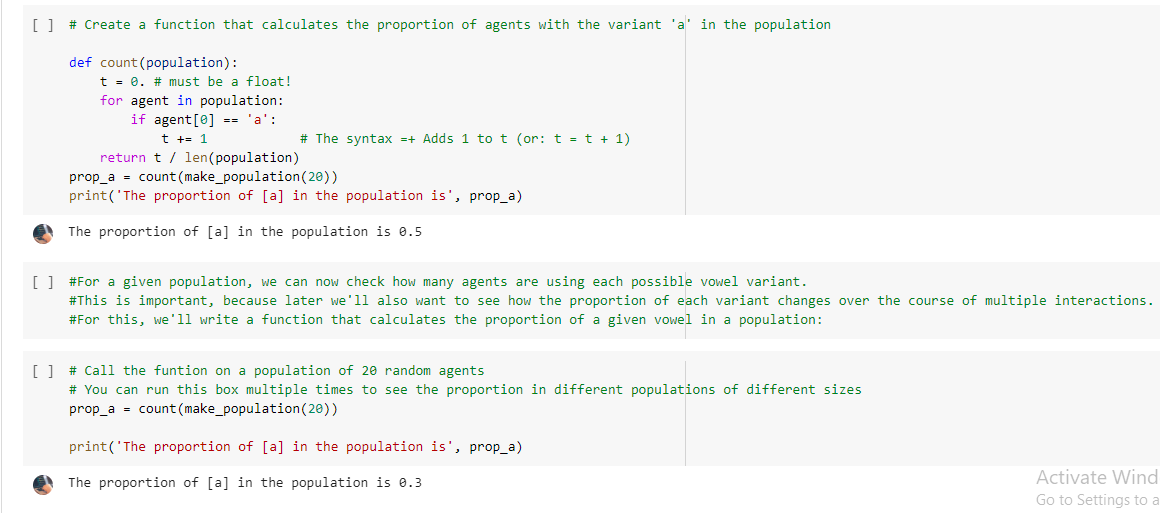 [ ] # Create a function that calculates the proportion of agents with the variant 'a' in the population
def count(population):
t = 0. # must be a float!
for agent in population:
if agent[0] == 'a':
t += 1 # The syntax =+ Adds 1 to t (or: t = t + 1)
return t / len(population)
prop_a = count(make_population(20))
print('The proportion of [a] in the population is', prop_a)
The proportion of [a] in the population is 0.5
[ ] #For a given population, we can now check how many agents are using each possible vowel variant.
#This is important, because later we'll also want to see how the proportion of each variant changes over the course of multiple interactions.
#For this, we'll write a function that calculates the proportion of a given vowel in a population:
[ ] # Call the funtion on a population of 20 random agents
# You can run this box multiple times to see the proportion in different populations of different sizes
prop_a = count(make_population(20))
print('The proportion of [a] in the population is', prop_a)
The proportion of [a] in the population is 0.3
Activate Wind
Go to Settings to a